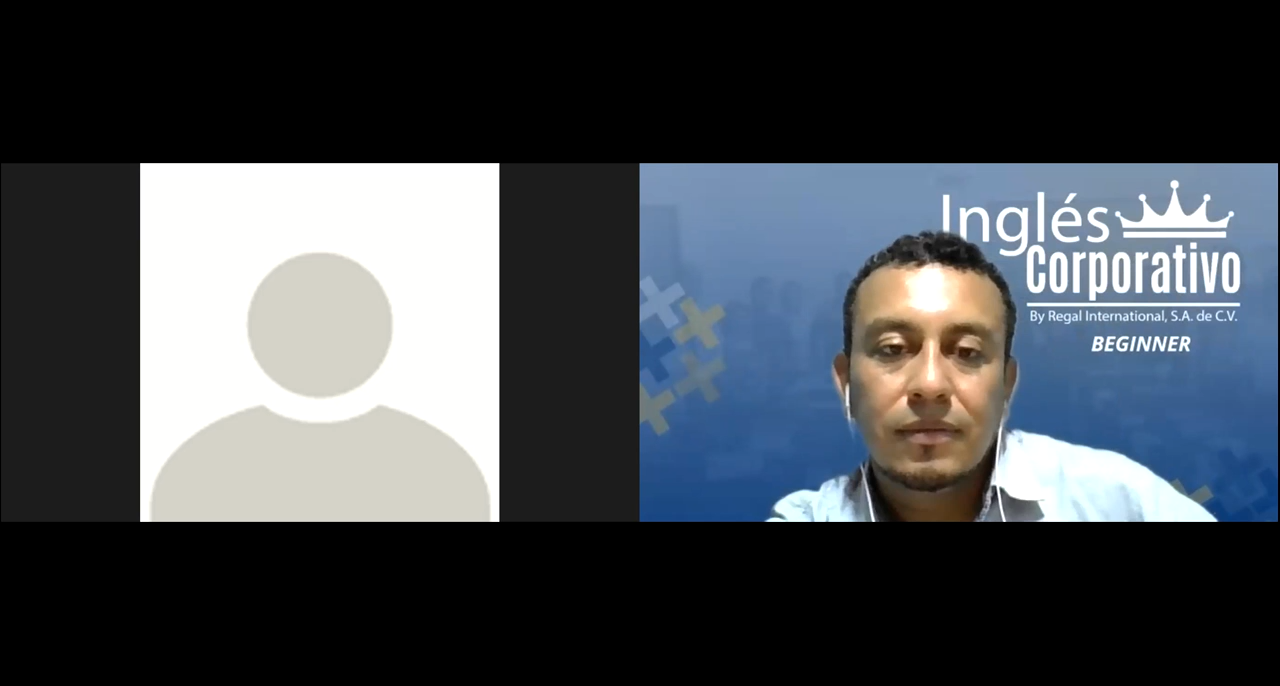 Inglés
Corporativo
By Regal International, S.A. de C.V.
BEGINNER